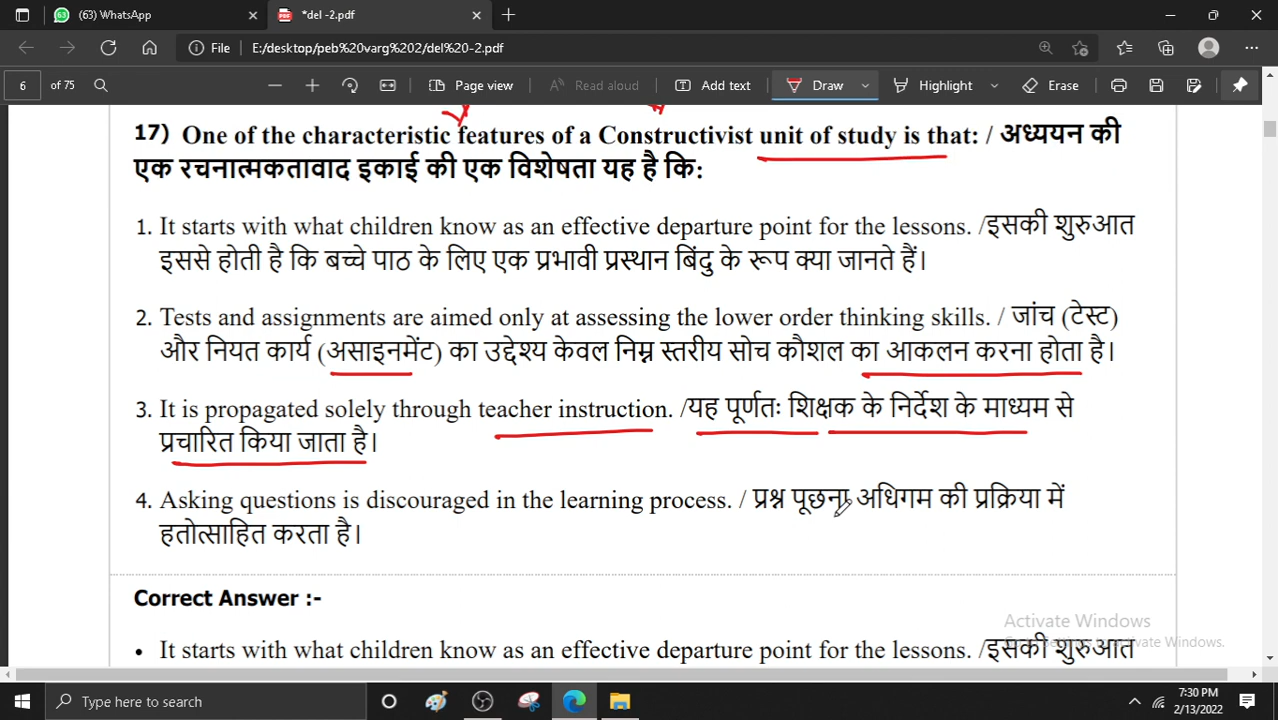 (63) WhatsApp
*del -2.pdf
File
E:/desktop/peb%20varg%202/del%20-2.pdf
6 of 75
Page view
Read aloud
Add text
Draw
Highlight
Erase
17) One of the characteristic features of a Constructivist unit of study is that: / अध्ययन की
एक रचनात्मकतावाद इकाई की एक विशेषता यह है कि:
1. It starts with what children know as an effective departure point for the lessons. /इसकी शुरुआत
इससे होती है कि बच्चे पाठ के लिए एक प्रभावी प्रस्थान बिंदु के रूप क्या जानते हैं।
2. Tests and assignments are aimed only at assessing the lower order thinking skills. / जांच (टेस्ट)
और नियत कार्य (असाइनमेंट) का उद्देश्य केवल निम्न स्तरीय सोच कौशल का आकलन करना होता है।
3. It is propagated solely through teacher instruction. /यह पूर्णतः शिक्षक के निर्देश के माध्यम से
प्रचारित किया जाता है।
4. Asking questions is discouraged in the learning process. / प्रश्न पूछना अधिगम की प्रक्रिया में
हतोत्साहित करता है।
Correct Answer :-
• It starts with what children know as an effective departure point for the lessons. /इसकी शुरुआत
Activate Windows
Go to Settings to activate Windows.
Type here to search
7:30 PM
2/13/2022